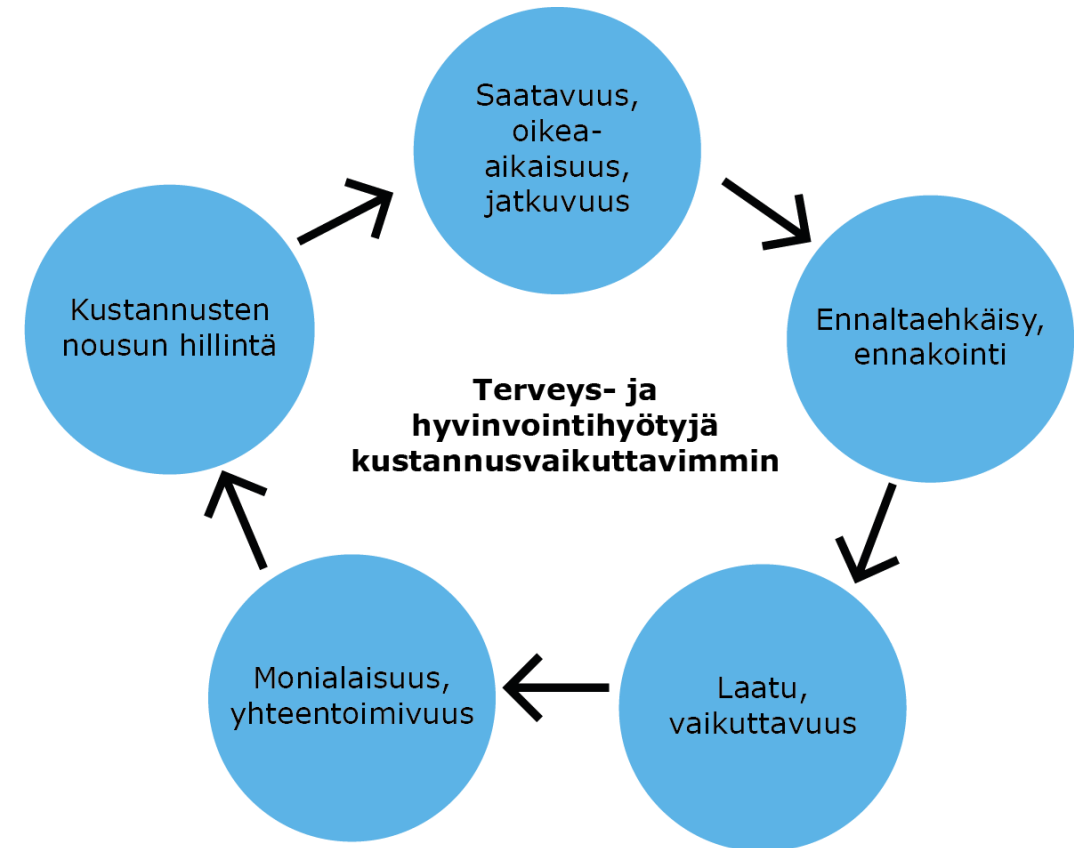 Saatavuus,
oikea-
aikaisuus,
jatkuvuus
Ennaltaehkäisy,
ennakointi
Laatu,
vaikuttavuus
Monialaisuus,
yhteentoimivuus
Kustannusten
nousun hillintä
Terveys- ja
hyvinvointihyötyjä
kustannusvaikuttavimmin